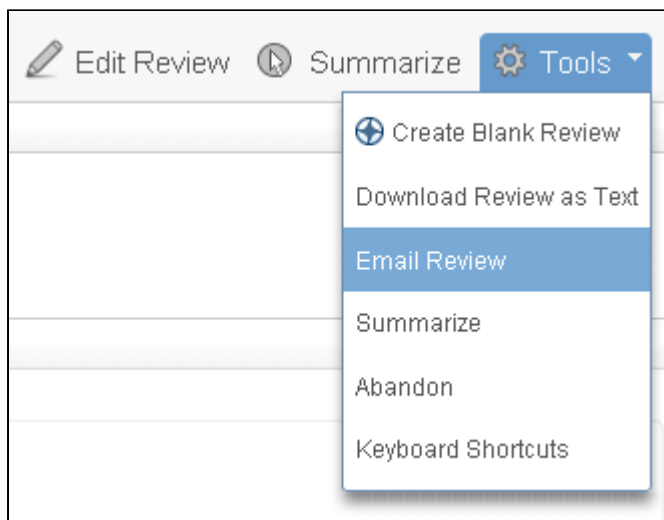 Edit Review Summarize Tools
Create Blank Review
Download Review as Text
Email Review
Summarize
Abandon
Keyboard Shortcuts